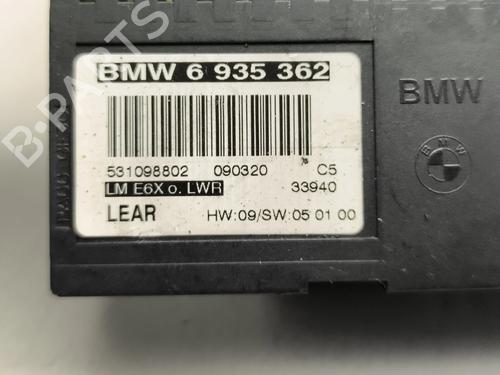 BMW 6 935 362
531098802 090320 C5
LM E6X o. LWR 33940
LEAR HW:09/SW:05 01 00
BMW
BMW
B-PARTS